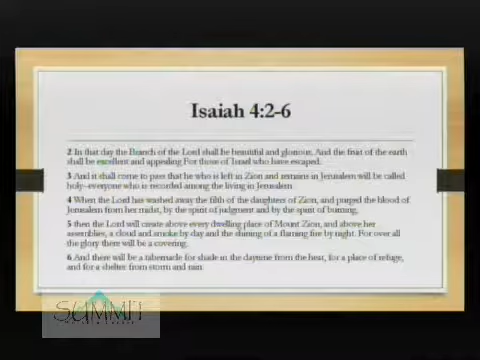 Isaiah 4:2-6
2 In that day the Branch of the Lord shall be beautiful and glorious; And the fruit of the earth
shall be excellent and appealing For those of Israel who have escaped.
3 And it shall come to pass that he who is left in Zion and remains in Jerusalem will be called
holy--everyone who is recorded among the living in Jerusalem
4 When the Lord has washed away the filth of the daughters of Zion, and purged the blood of
Jerusalem from her midst, by the spirit of judgment and by the spirit of burning,
5 then the Lord will create above every dwelling place of Mount Zion, and above her
assemblies, a cloud and smoke by day and the shining of a flaming fire by night. For over all
the glory there will be a covering.
6 And there will be a tabernacle for shade in the daytime from the heat, for a place of refuge,
and for a shelter from storm and rain.
SUMMIT